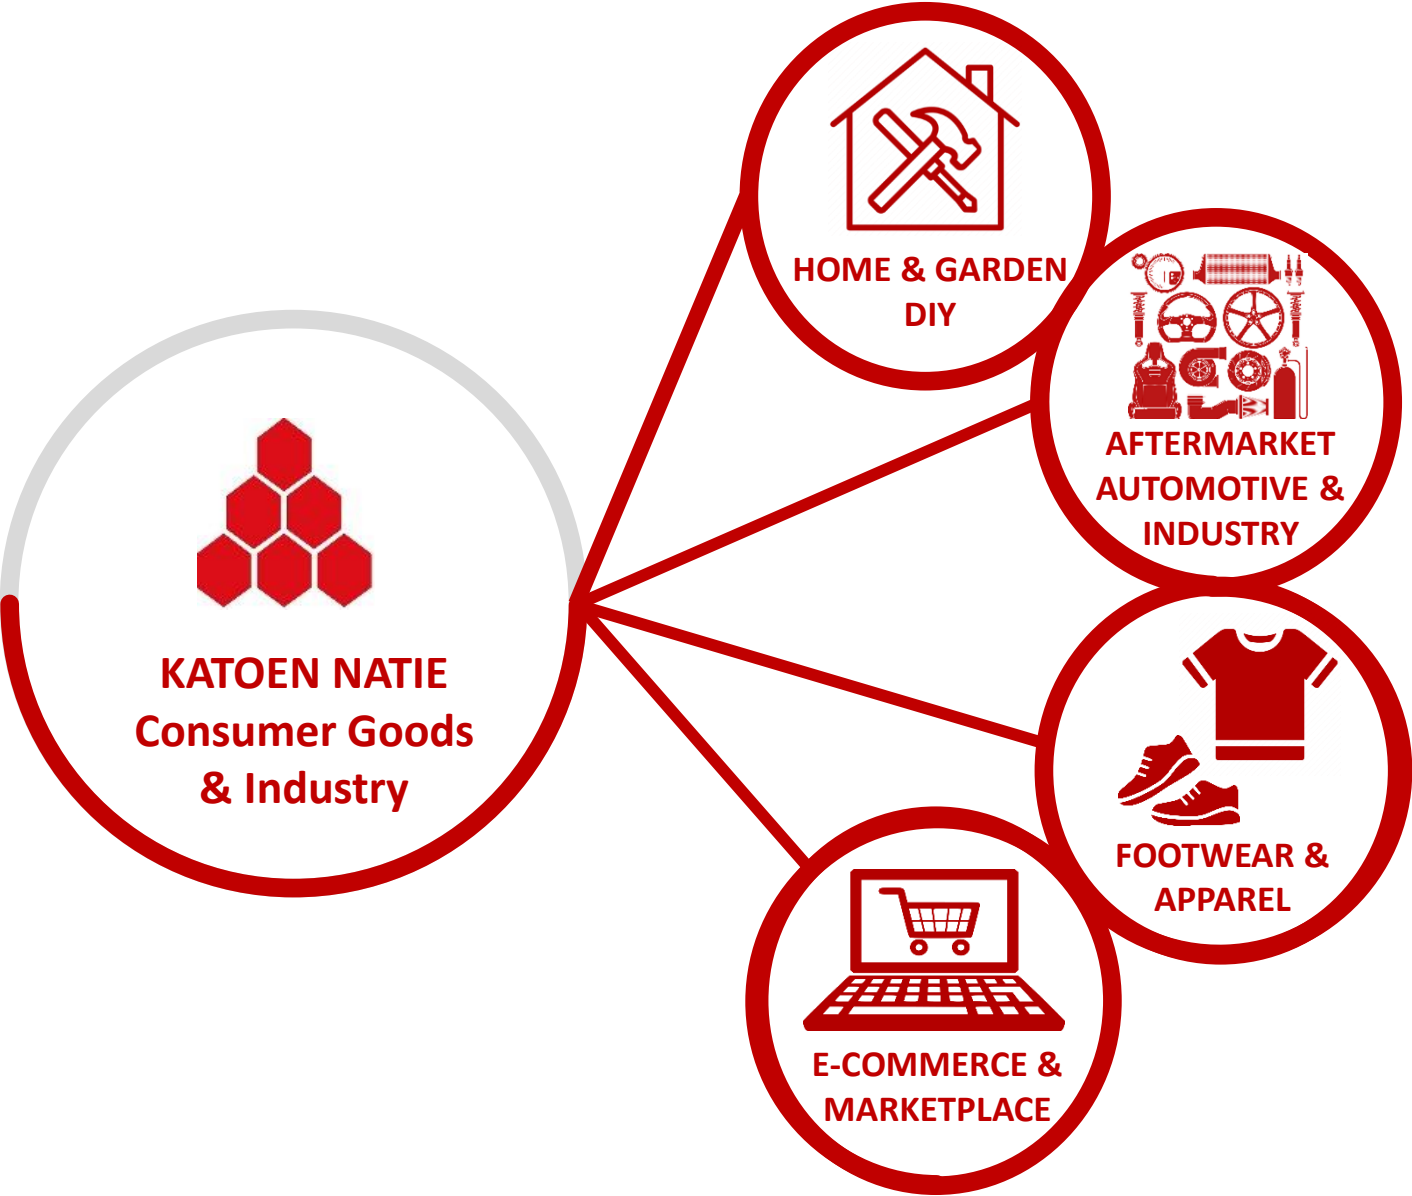 KATOEN NATIE
Consumer Goods
& Industry
HOME & GARDEN
DIY
AFTERMARKET
AUTOMOTIVE &
INDUSTRY
FOOTWEAR &
APPAREL
E-COMMERCE &
MARKETPLACE